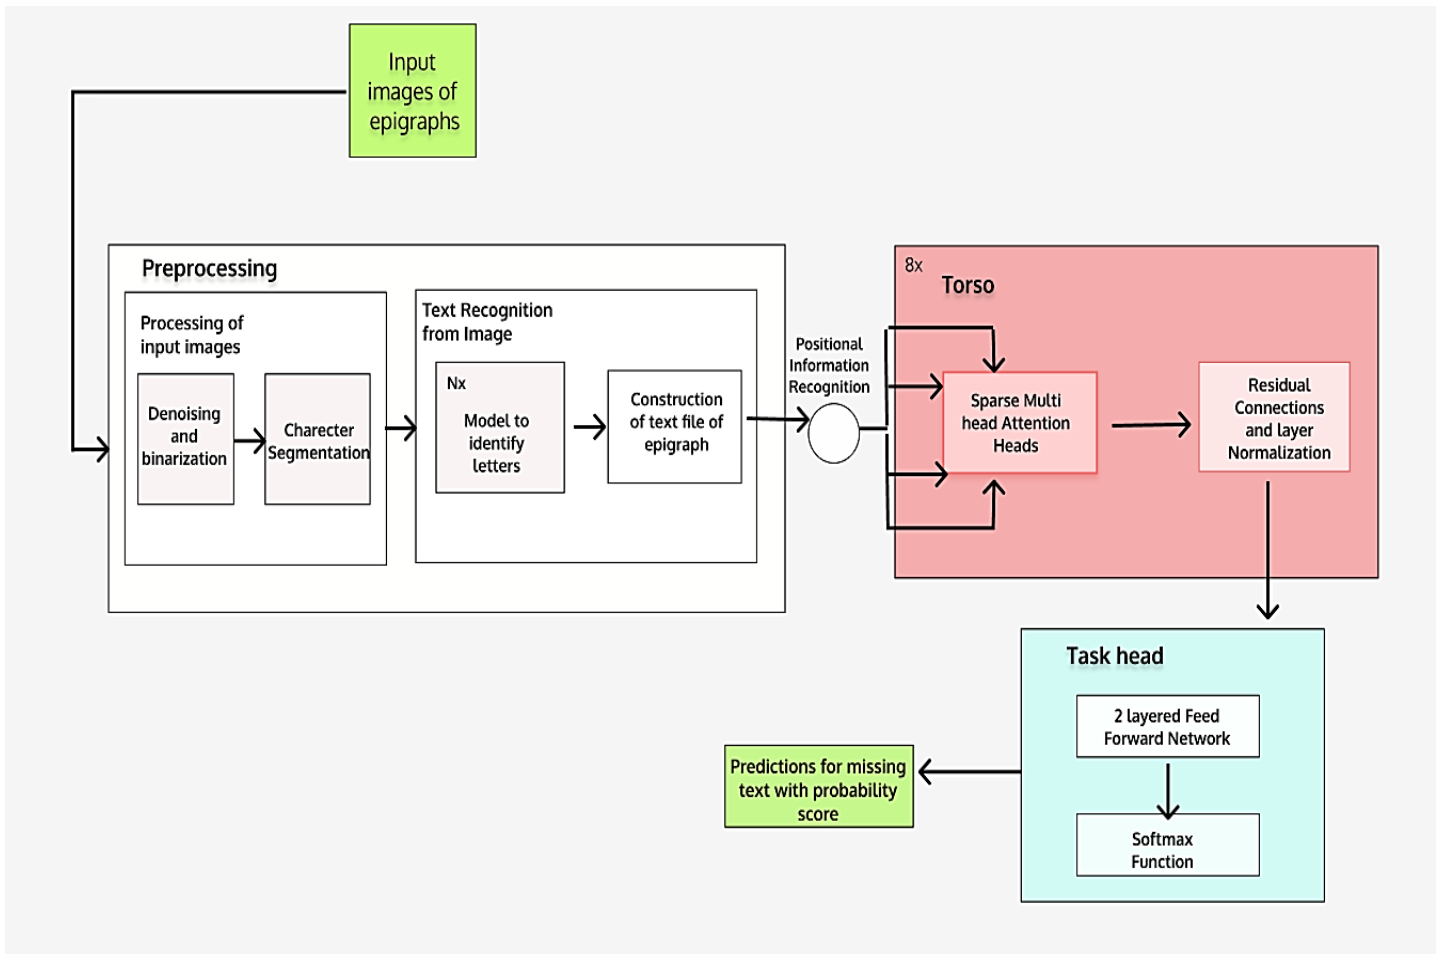 Input
images of
epigraphs
Preprocessing
Processing of
input images
Denoising
and
binarization
Charecter
Segmentation
Text Recognition
from Image
Nx
Model to
identify
letters
Construction
of text file of
epigraph
Positional
Information
Recognition
8x
Torso
Sparse Multi
head Attention
Heads
Residual
Connections
and layer
Normalization
Task head
2 layered Feed
Forward Network
Softmax
Function
Predictions for missing
text with probability
score